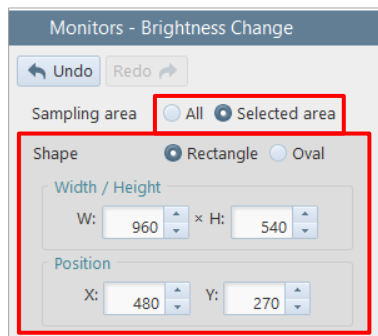 Monitors - Brightness Change
Undo Redo
Sampling area All Selected area
Shape Rectangle Oval
Width / Height
W: 960 × H: 540
Position
X: 480 Y: 270